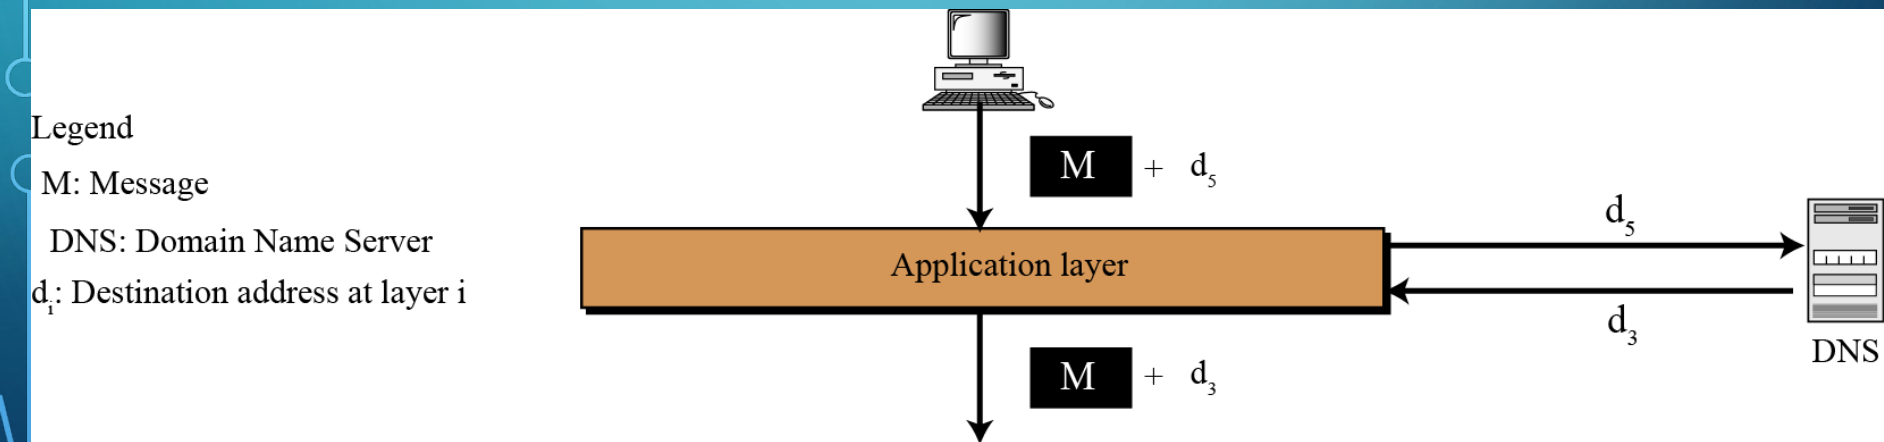 Legend
M: Message
DNS: Domain Name Server
dᵢ: Destination address at layer i
M + d₅
Application layer
d₅
d₃
DNS
M + d₃